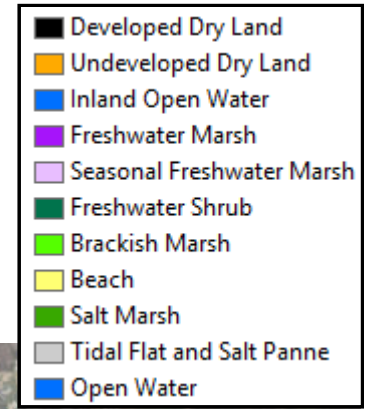 Developed Dry Land
Undeveloped Dry Land
Inland Open Water
Freshwater Marsh
Seasonal Freshwater Marsh
Freshwater Shrub
Brackish Marsh
Beach
Salt Marsh
Tidal Flat and Salt Panne
Open Water